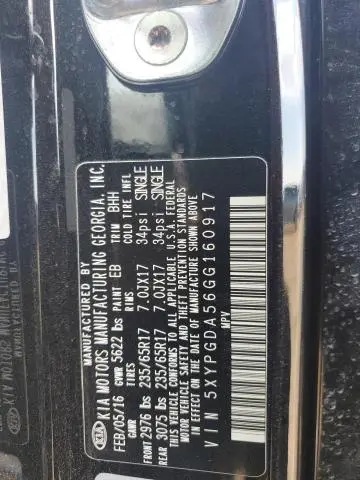 MANUFACTURED BY
KIA KIA MOTORS MANUFACTURING GEORGIA, INC.
FEB/05/16 GVWR 5622 lbs PAINT EB TRIM BHH
GAWR TIRES RIMS COLD TIRE INFL
FRONT 2976 lbs 235/65R17 7.0JX17 34psi SINGLE
REAR 3075 lbs 235/65R17 7.0JX17 34psi SINGLE
THIS VEHICLE CONFORMS TO ALL APPLICABLE U.S.A. FEDERAL
MOTOR VEHICLE SAFETY AND THEFT PREVENTION STANDARDS
IN EFFECT ON THE DATE OF MANUFACTURE SHOWN ABOVE.
VIN 5XYPGDA56GG160917
MPV